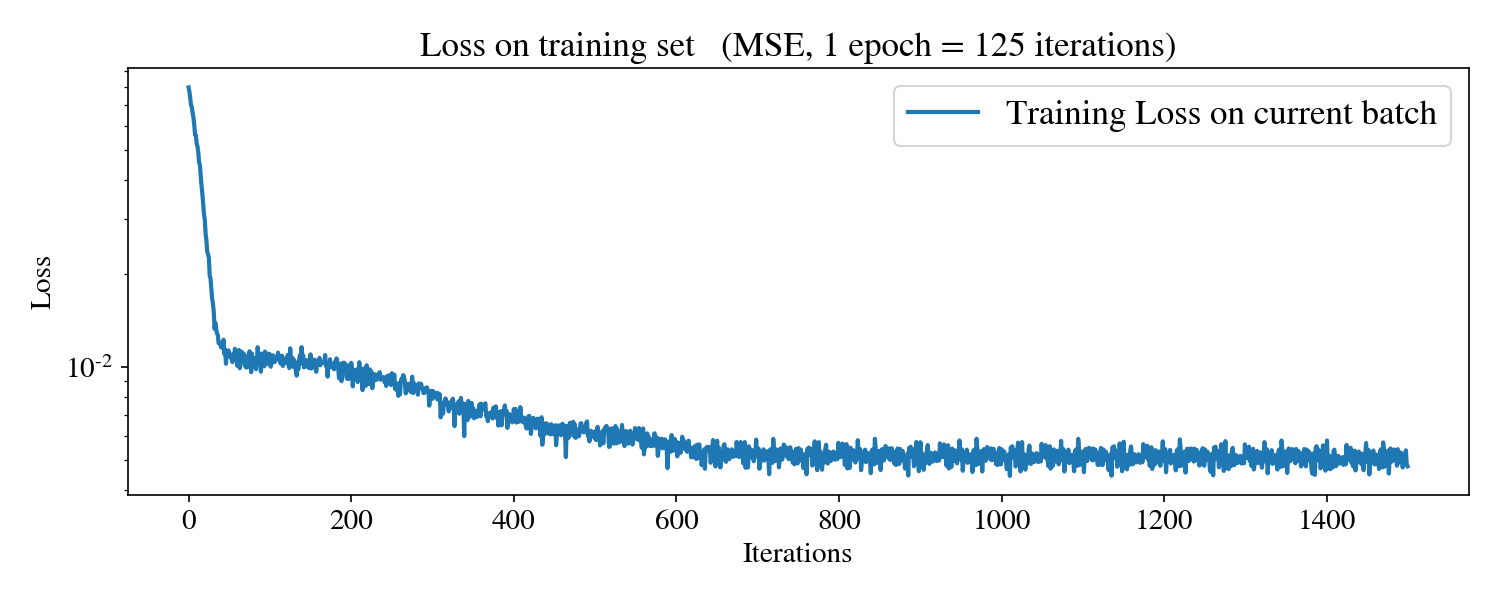 Loss on training set (MSE, 1 epoch = 125 iterations)
Training Loss on current batch
Loss
10⁻²
0 200 400 600 800 1000 1200 1400
Iterations